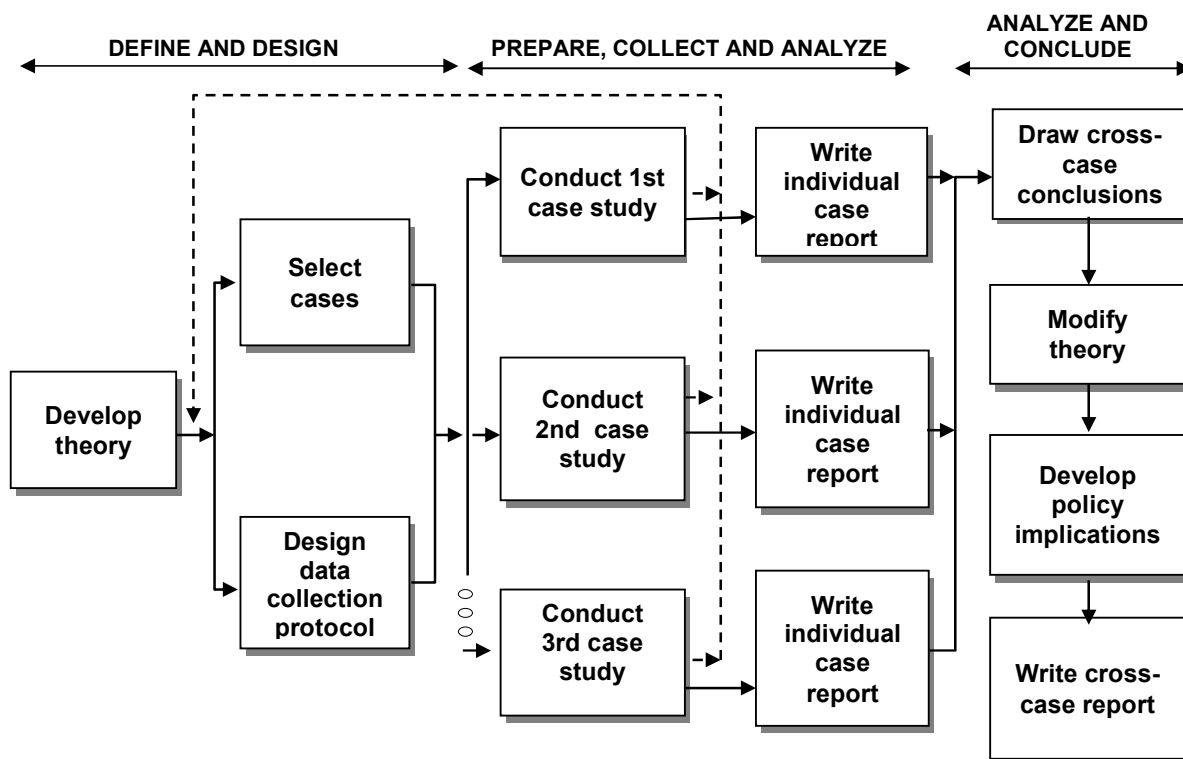 DEFINE AND DESIGN
PREPARE, COLLECT AND ANALYZE
ANALYZE AND
CONCLUDE
Develop
theory
Select
cases
Design
data
collection
protocol
Conduct 1st
case study
Conduct
2nd case
study
Conduct
3rd case
study
Write
individual
case
report
Write
individual
case
report
Write
individual
case
report
Draw cross-
case
conclusions
Modify
theory
Develop
policy
implications
Write cross-
case report